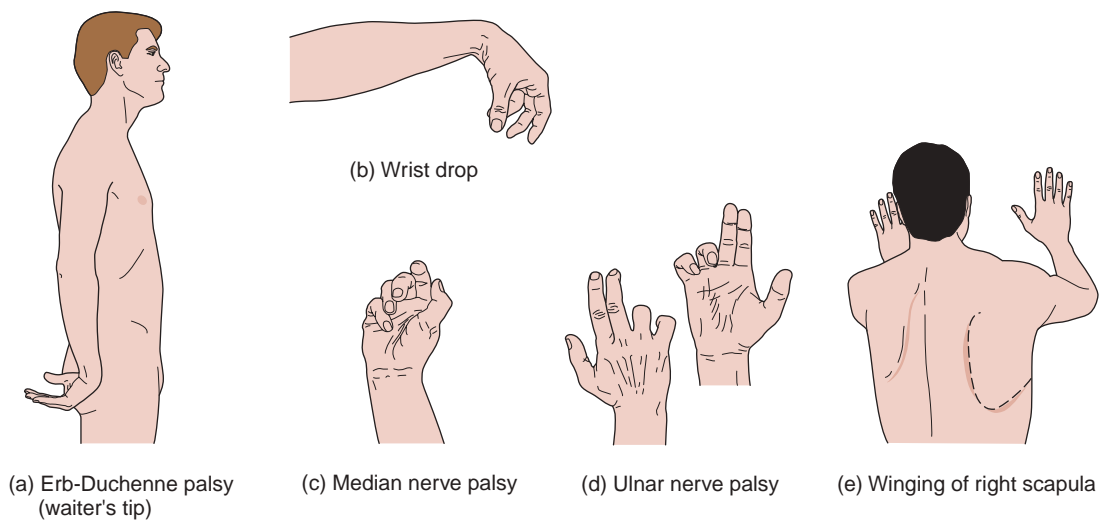 (b) Wrist drop
(a) Erb-Duchenne palsy
(waiter's tip)
(c) Median nerve palsy
(d) Ulnar nerve palsy
(e) Winging of right scapula